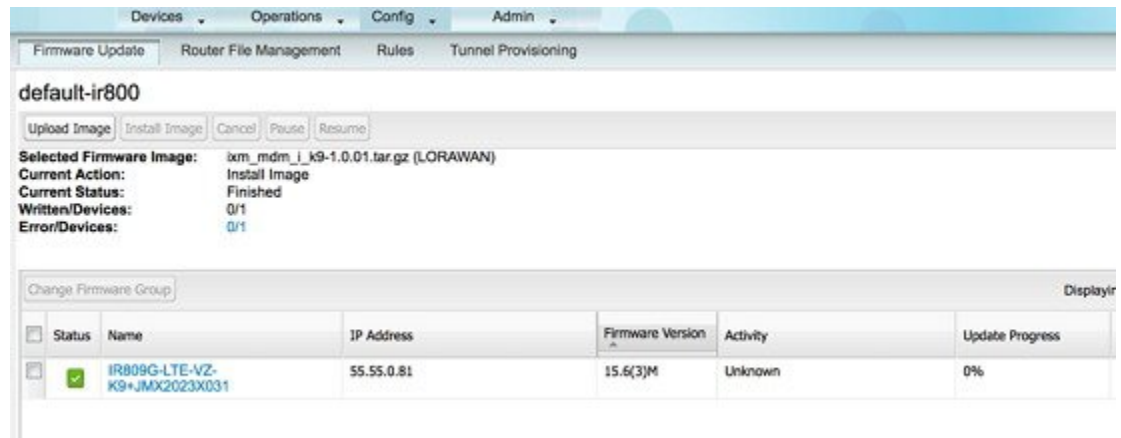 Devices Operations Config Admin
Firmware Update Router File Management Rules Tunnel Provisioning
default-ir800
Upload Image Install Image Cancel Pause Resume
Selected Firmware Image: ixm_mdm_i_k9-1.0.01.tar.gz (LORAWAN)
Current Action: Install Image
Current Status: Finished
Written/Devices: 0/1
Error/Devices: 0/1
Change Firmware Group Displayin
Status Name IP Address Firmware Version Activity Update Progress
IR809G-LTE-VZ- 55.55.0.81 15.6(3)M Unknown 0%
K9+JMX2023X031